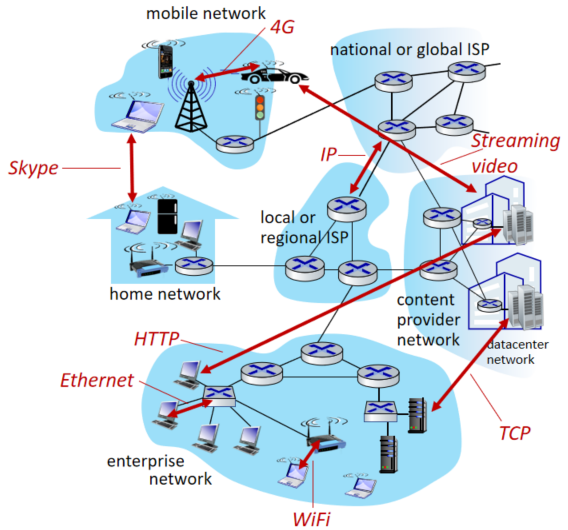 mobile network
4G
national or global ISP
Streaming
video
IP
Skype
local or
regional ISP
home network
content
provider
network
datacenter
network
HTTP
Ethernet
TCP
enterprise
network
WiFi